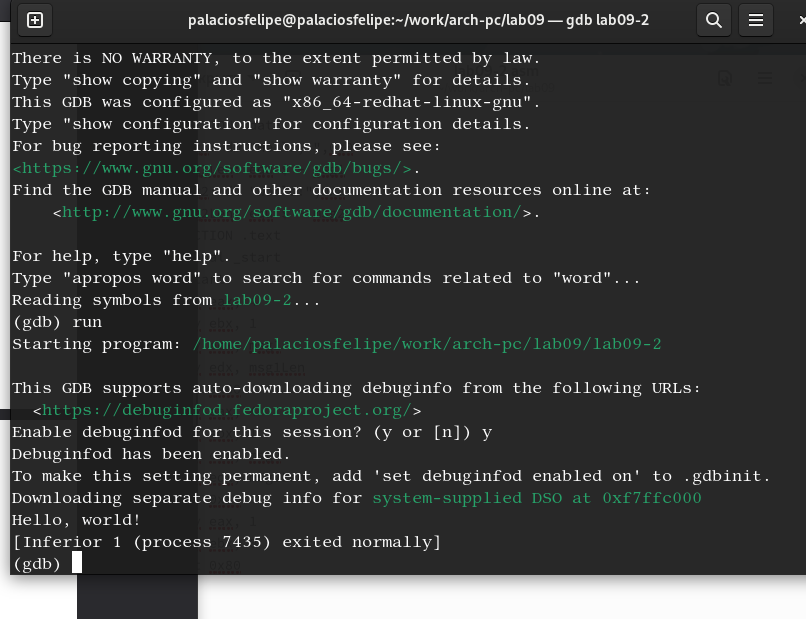 palaciosfelipe@palaciosfelipe:~/work/arch-pc/lab09 — gdb lab09-2
There is NO WARRANTY, to the extent permitted by law.
Type "show copying" and "show warranty" for details.
This GDB was configured as "x86_64-redhat-linux-gnu".
Type "show configuration" for configuration details.
For bug reporting instructions, please see:
<https://www.gnu.org/software/gdb/bugs/>.
Find the GDB manual and other documentation resources online at:
    <http://www.gnu.org/software/gdb/documentation/>.
For help, type "help".
Type "apropos word" to search for commands related to "word"...
Reading symbols from lab09-2...
(gdb) run
Starting program: /home/palaciosfelipe/work/arch-pc/lab09/lab09-2
This GDB supports auto-downloading debuginfo from the following URLs:
  <https://debuginfod.fedoraproject.org/>
Enable debuginfod for this session? (y or [n]) y
Debuginfod has been enabled.
To make this setting permanent, add 'set debuginfod enabled on' to .gdbinit.
Downloading separate debug info for system-supplied DSO at 0xf7ffc000
Hello, world!
[Inferior 1 (process 7435) exited normally]
(gdb)